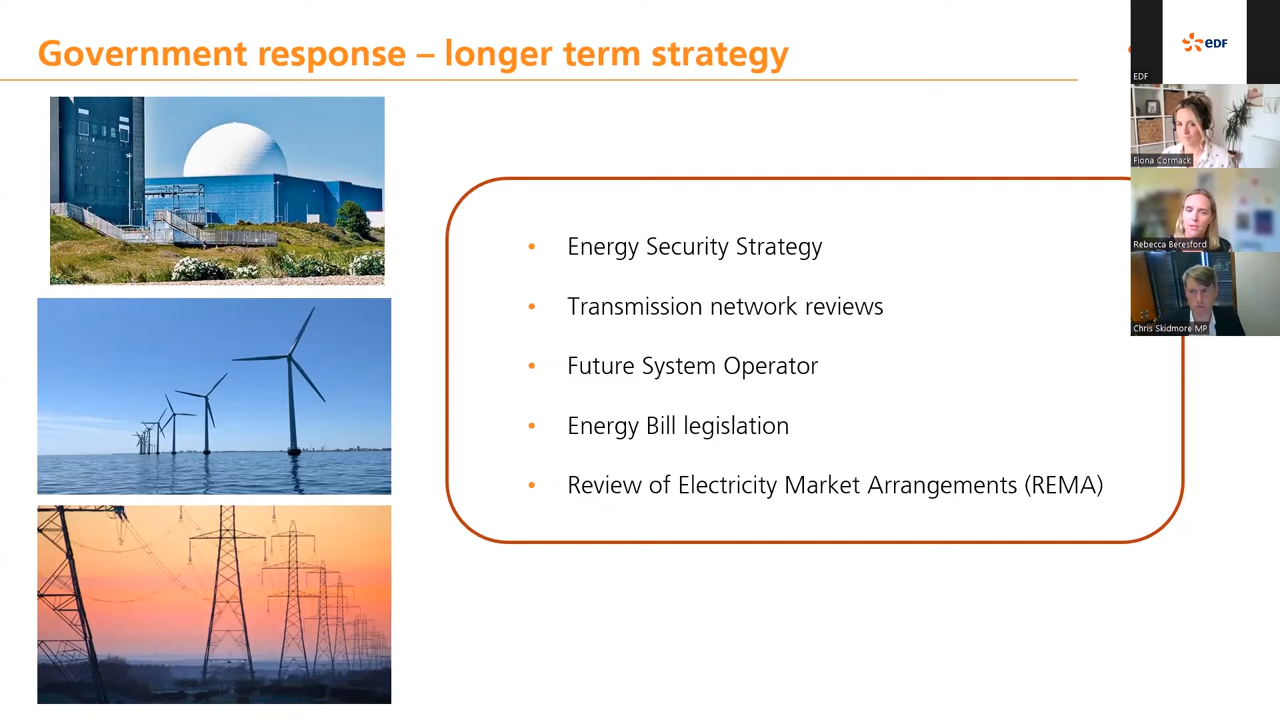 Government response – longer term strategy
• Energy Security Strategy
• Transmission network reviews
• Future System Operator
• Energy Bill legislation
• Review of Electricity Market Arrangements (REMA)
eDF
EDF
Fiona Cormack
Rebecca Beresford
Chris Skidmore MP